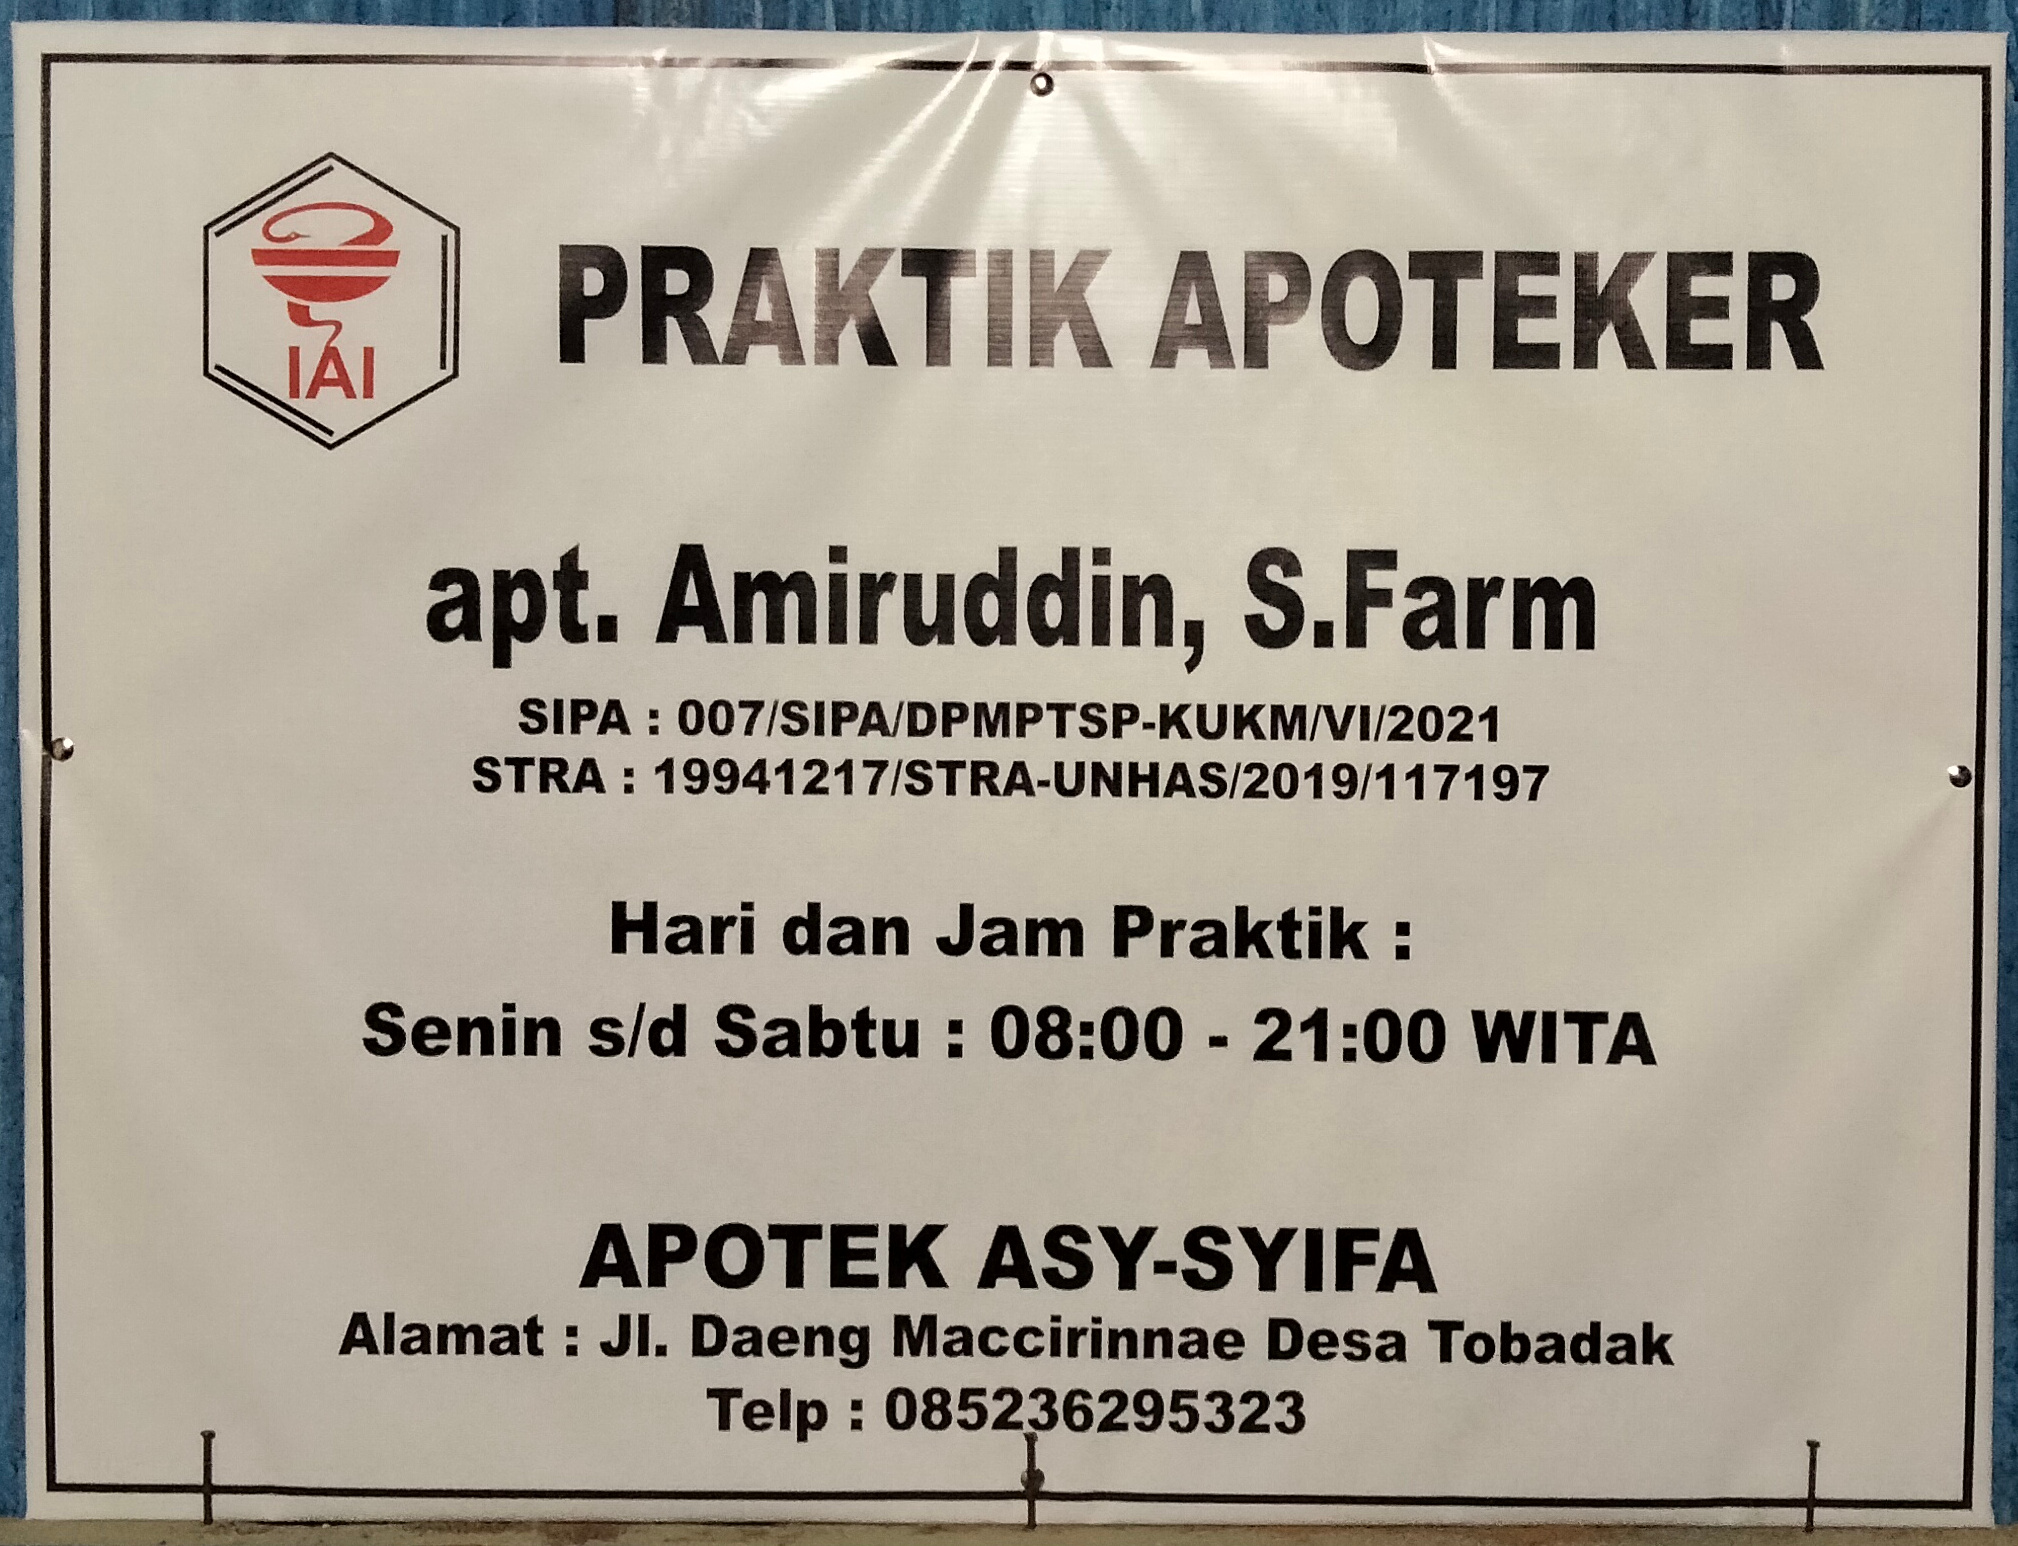 IAI
PRAKTIK APOTEKER
apt. Amiruddin, S.Farm
SIPA : 007/SIPA/DPMPTSP-KUKM/VI/2021
STRA : 19941217/STRA-UNHAS/2019/117197
Hari dan Jam Praktik :
Senin s/d Sabtu : 08:00 - 21:00 WITA
APOTEK ASY-SYIFA
Alamat : Jl. Daeng Maccirinnae Desa Tobadak
Telp : 085236295323